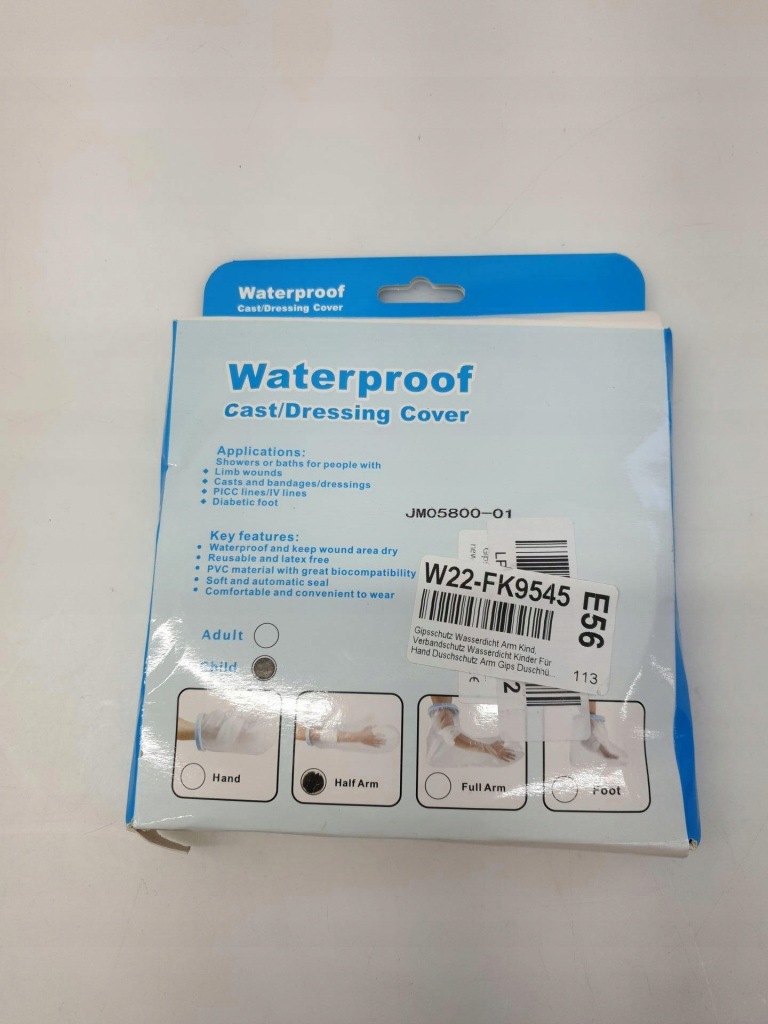 Waterproof
Cast/Dressing Cover
Waterproof
Cast/Dressing Cover
Applications:
Showers or baths for people with
◆ Limb wounds
◆ Casts and bandages/dressings
◆ PICC lines/IV lines
◆ Diabetic foot
JM05800-01
Key features:
• Waterproof and keep wound area dry
• Reusable and latex free
• PVC material with great biocompatibility
• Soft and automatic seal
• Comfortable and convenient to wear
W22-FK9545
E56
Gipsschutz Wasserdicht Arm Kind,
Verbandschutz Wasserdicht Kinder Für
Hand Duschschutz Arm Gips Duschhü...
113
Adult
Child
Hand
Half Arm
Full Arm
Foot